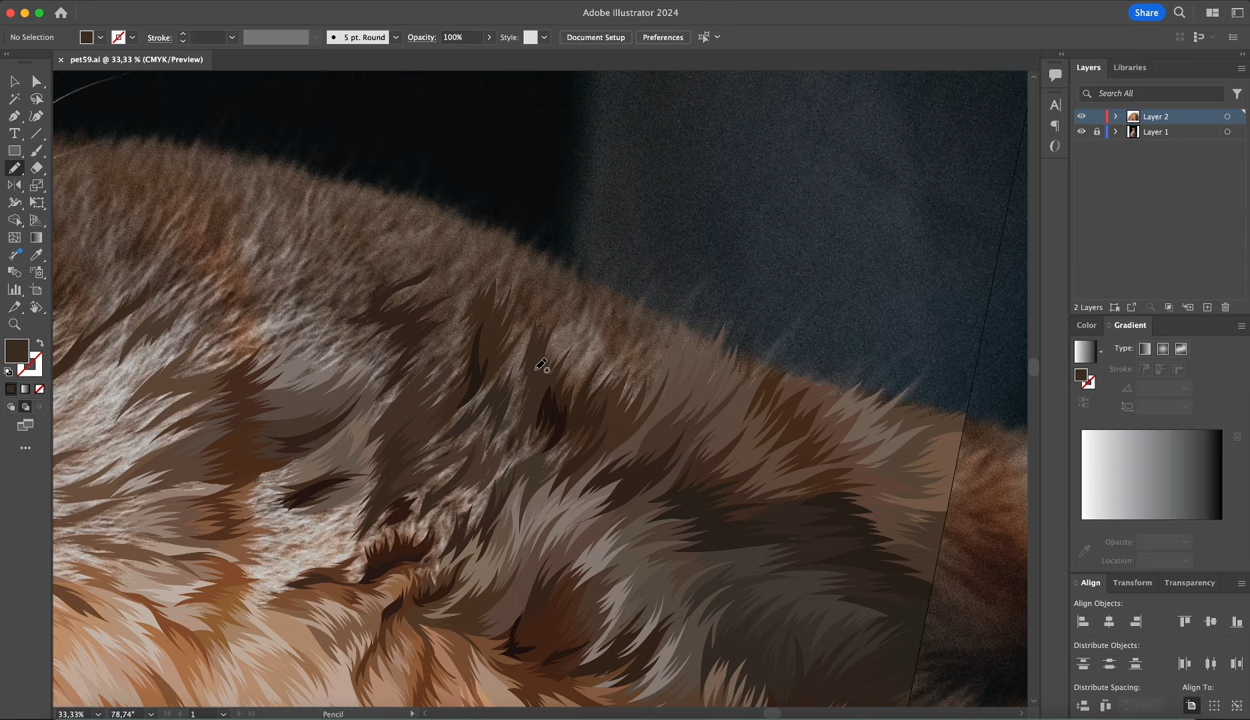 Adobe Illustrator 2024
Share
No Selection
Stroke:
5 pt. Round
Opacity: 100%
Style:
Document Setup
Preferences
× pet59.ai @ 33,33 % (CMYK/Preview)
Layers
Libraries
Search All
Layer 2
Layer 1
2 Layers
Color
Gradient
Type:
Stroke:
Opacity:
Location:
Align
Transform
Transparency
Align Objects:
Distribute Objects:
Distribute Spacing:
Align To:
33,33%
78,74°
1
Pencil